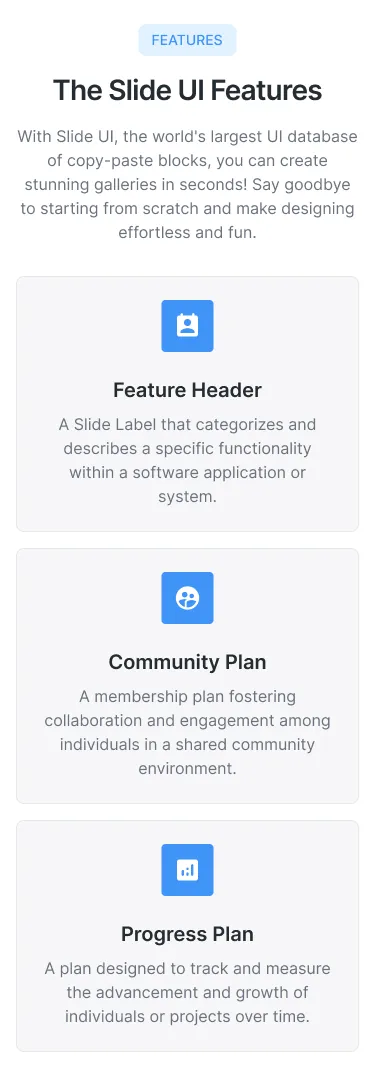 FEATURES
The Slide UI Features
With Slide UI, the world's largest UI database
of copy-paste blocks, you can create
stunning galleries in seconds! Say goodbye
to starting from scratch and make designing
effortless and fun.
Feature Header
A Slide Label that categorizes and
describes a specific functionality
within a software application or
system.
Community Plan
A membership plan fostering
collaboration and engagement among
individuals in a shared community
environment.
Progress Plan
A plan designed to track and measure
the advancement and growth of
individuals or projects over time.